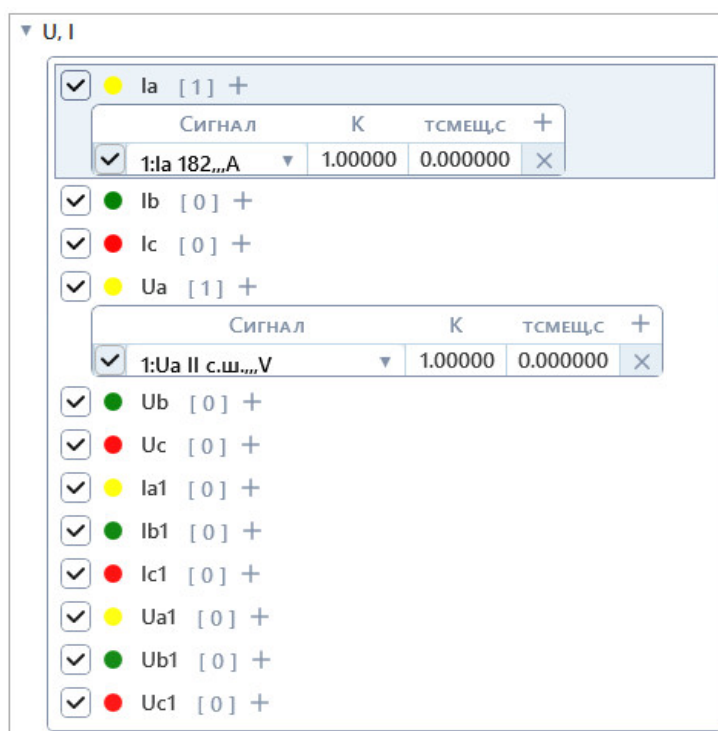 U, I
Ia [ 1 ] +
Сигнал K тсмещ,с +
1:Ia 182,,,A 1.00000 0.000000
Ib [ 0 ] +
Ic [ 0 ] +
Ua [ 1 ] +
Сигнал K тсмещ,с +
1:Ua II с.ш.,,,V 1.00000 0.000000
Ub [ 0 ] +
Uc [ 0 ] +
Ia1 [ 0 ] +
Ib1 [ 0 ] +
Ic1 [ 0 ] +
Ua1 [ 0 ] +
Ub1 [ 0 ] +
Uc1 [ 0 ] +